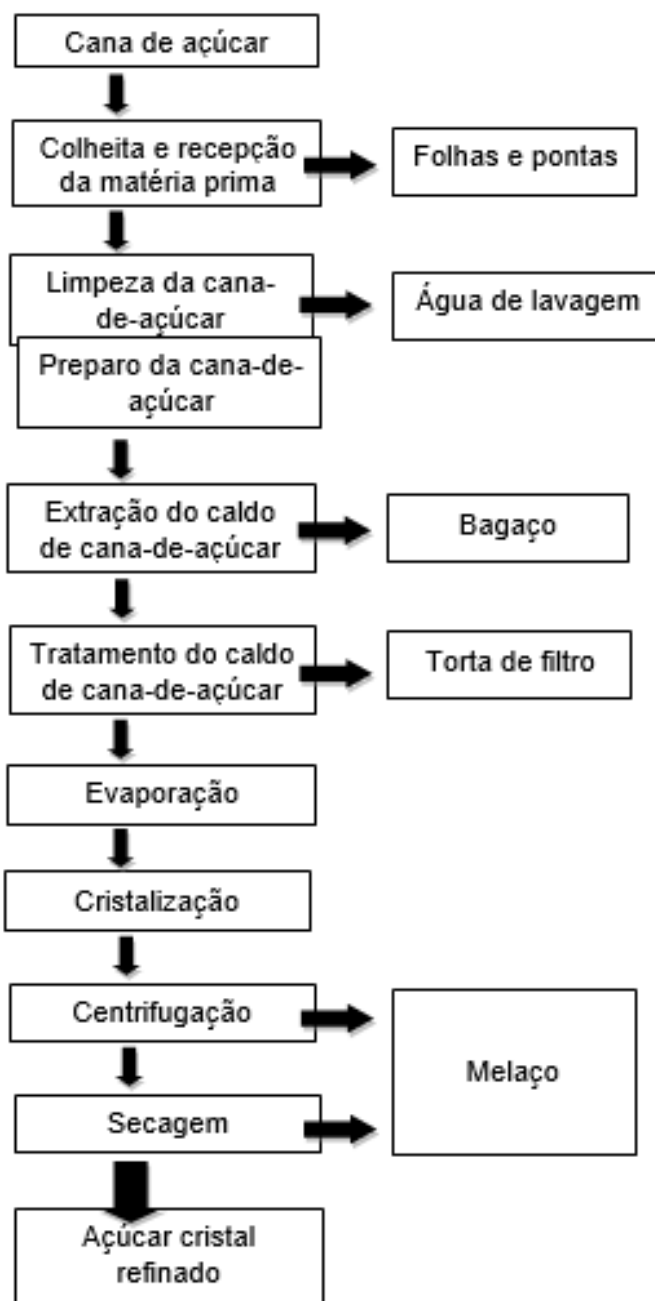 Cana de açúcar
Colheita e recepção
da matéria prima
Folhas e pontas
Limpeza da cana-
de-açúcar
Água de lavagem
Preparo da cana-de-
açúcar
Extração do caldo
de cana-de-açúcar
Bagaço
Tratamento do caldo
de cana-de-açúcar
Torta de filtro
Evaporação
Cristalização
Centrifugação
Melaço
Secagem
Açúcar cristal
refinado